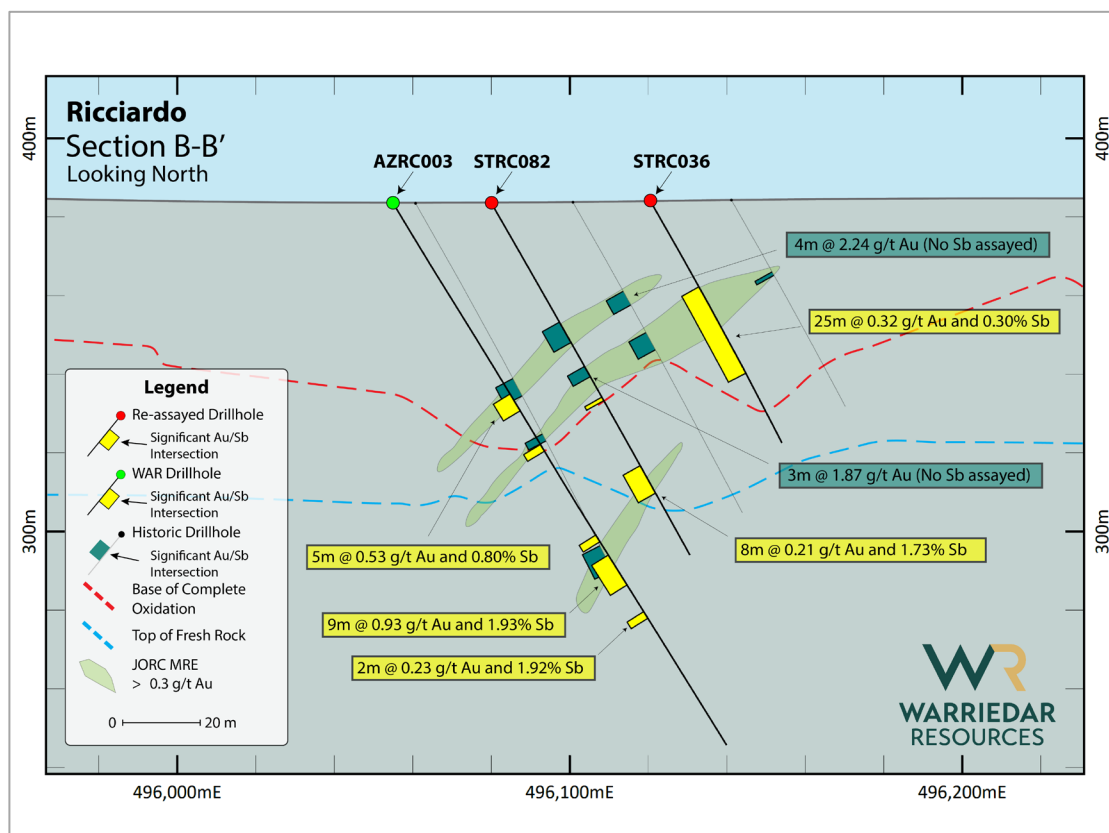 Ricciardo
Section B-B’
Looking North
400m
400m
AZRC003
STRC082
STRC036
4m @ 2.24 g/t Au (No Sb assayed)
25m @ 0.32 g/t Au and 0.30% Sb
3m @ 1.87 g/t Au (No Sb assayed)
300m
300m
8m @ 0.21 g/t Au and 1.73% Sb
5m @ 0.53 g/t Au and 0.80% Sb
9m @ 0.93 g/t Au and 1.93% Sb
2m @ 0.23 g/t Au and 1.92% Sb
Legend
Re-assayed Drillhole
Significant Au/Sb
Intersection
WAR Drillhole
Significant Au/Sb
Intersection
Historic Drillhole
Significant Au/Sb
Intersection
Base of Complete
Oxidation
Top of Fresh Rock
JORC MRE
> 0.3 g/t Au
0 20 m
WR
WARRIEDAR
RESOURCES
496,000mE
496,100mE
496,200mE